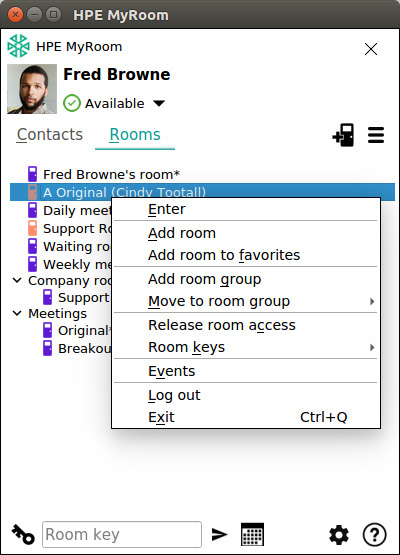 HPE MyRoom
HPE MyRoom
Fred Browne
Available
Contacts Rooms
Fred Browne's room*
A Original (Cindy Tootall)
Daily meet
Support Ro
Waiting ro
Weekly me
Company roo
Support
Meetings
Original*
Breakou
Enter
Add room
Add room to favorites
Add room group
Move to room group
Release room access
Room keys
Events
Log out
Exit Ctrl+Q
Room key